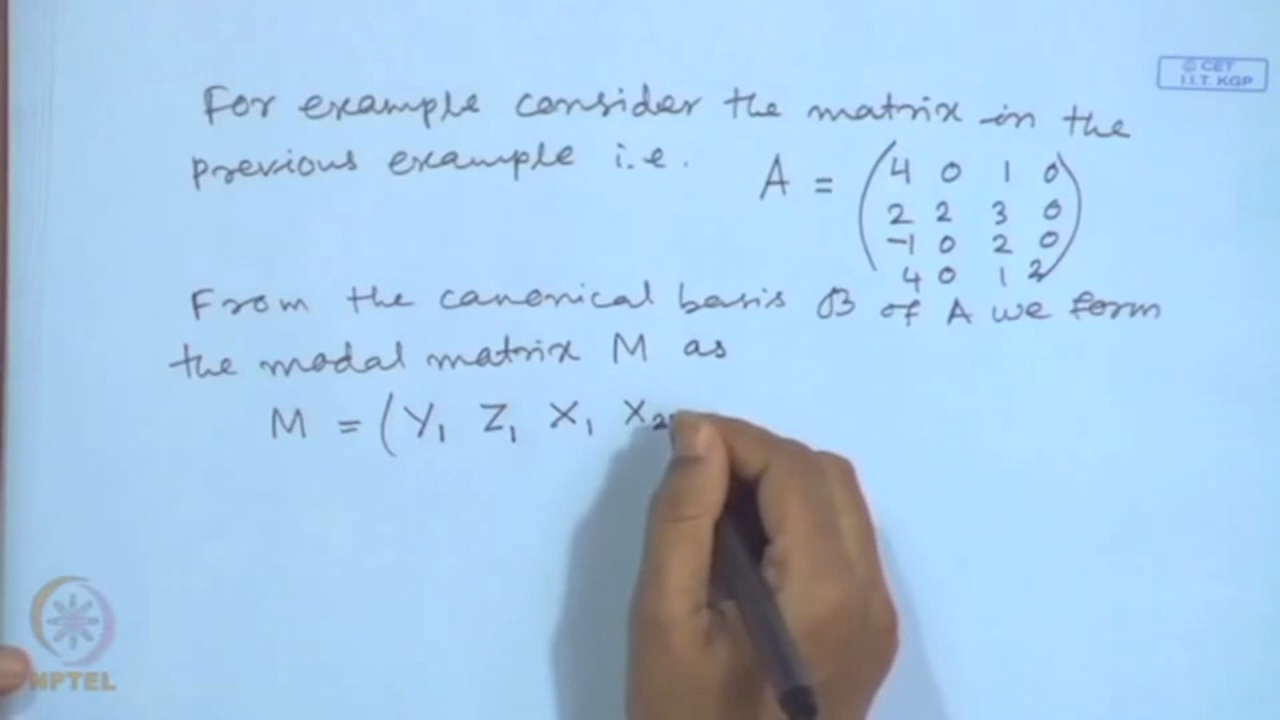 © CET
I.I.T. KGP
For example consider the matrix in the
previous example i.e. A = (4 0 1 0
2 2 3 0
-1 0 2 0
4 0 1 2)
From the canonical basis B of A we form
the modal matrix M as
M = (Y₁ Z₁ X₁ X₂
NPTEL